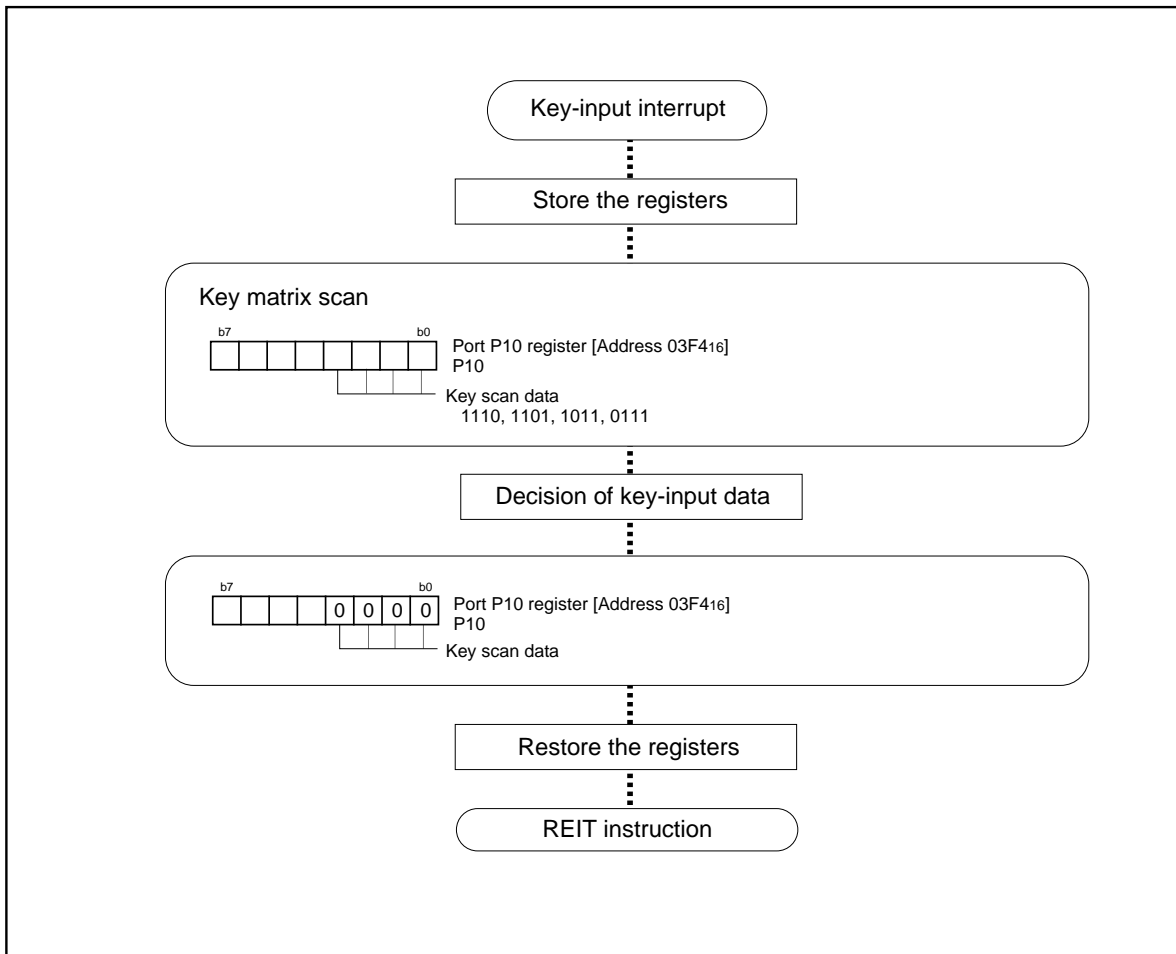 Key-input interrupt
Store the registers
Key matrix scan
b7 b0
Port P10 register [Address 03F416]
P10
Key scan data
1110, 1101, 1011, 0111
Decision of key-input data
b7 b0
0 0 0 0
Port P10 register [Address 03F416]
P10
Key scan data
Restore the registers
REIT instruction